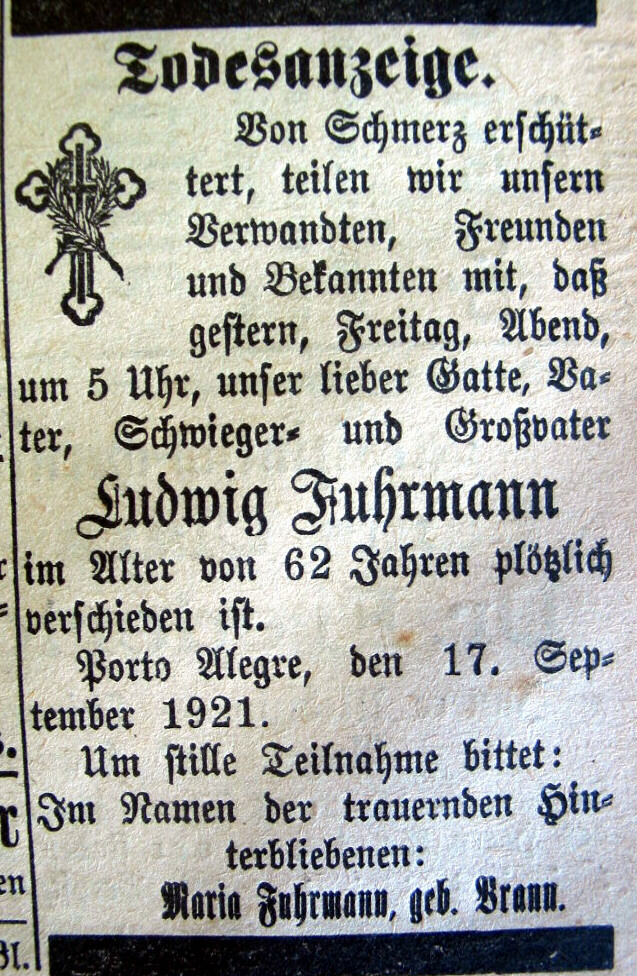 Todesanzeige.
Von Schmerz erschüt-
tert, teilen wir unsern
Verwandten, Freunden
und Bekannten mit, daß
gestern, Freitag, Abend,
um 5 Uhr, unser lieber Gatte, Va-
ter, Schwieger- und Großvater
Ludwig Fuhrmann
im Alter von 62 Jahren plötzlich
verschieden ist.
Porto Alegre, den 17. Sep-
tember 1921.
Um stille Teilnahme bittet:
Im Namen der trauernden Hin-
terbliebenen:
Maria Fuhrmann, geb. Brann.
en
Bl.